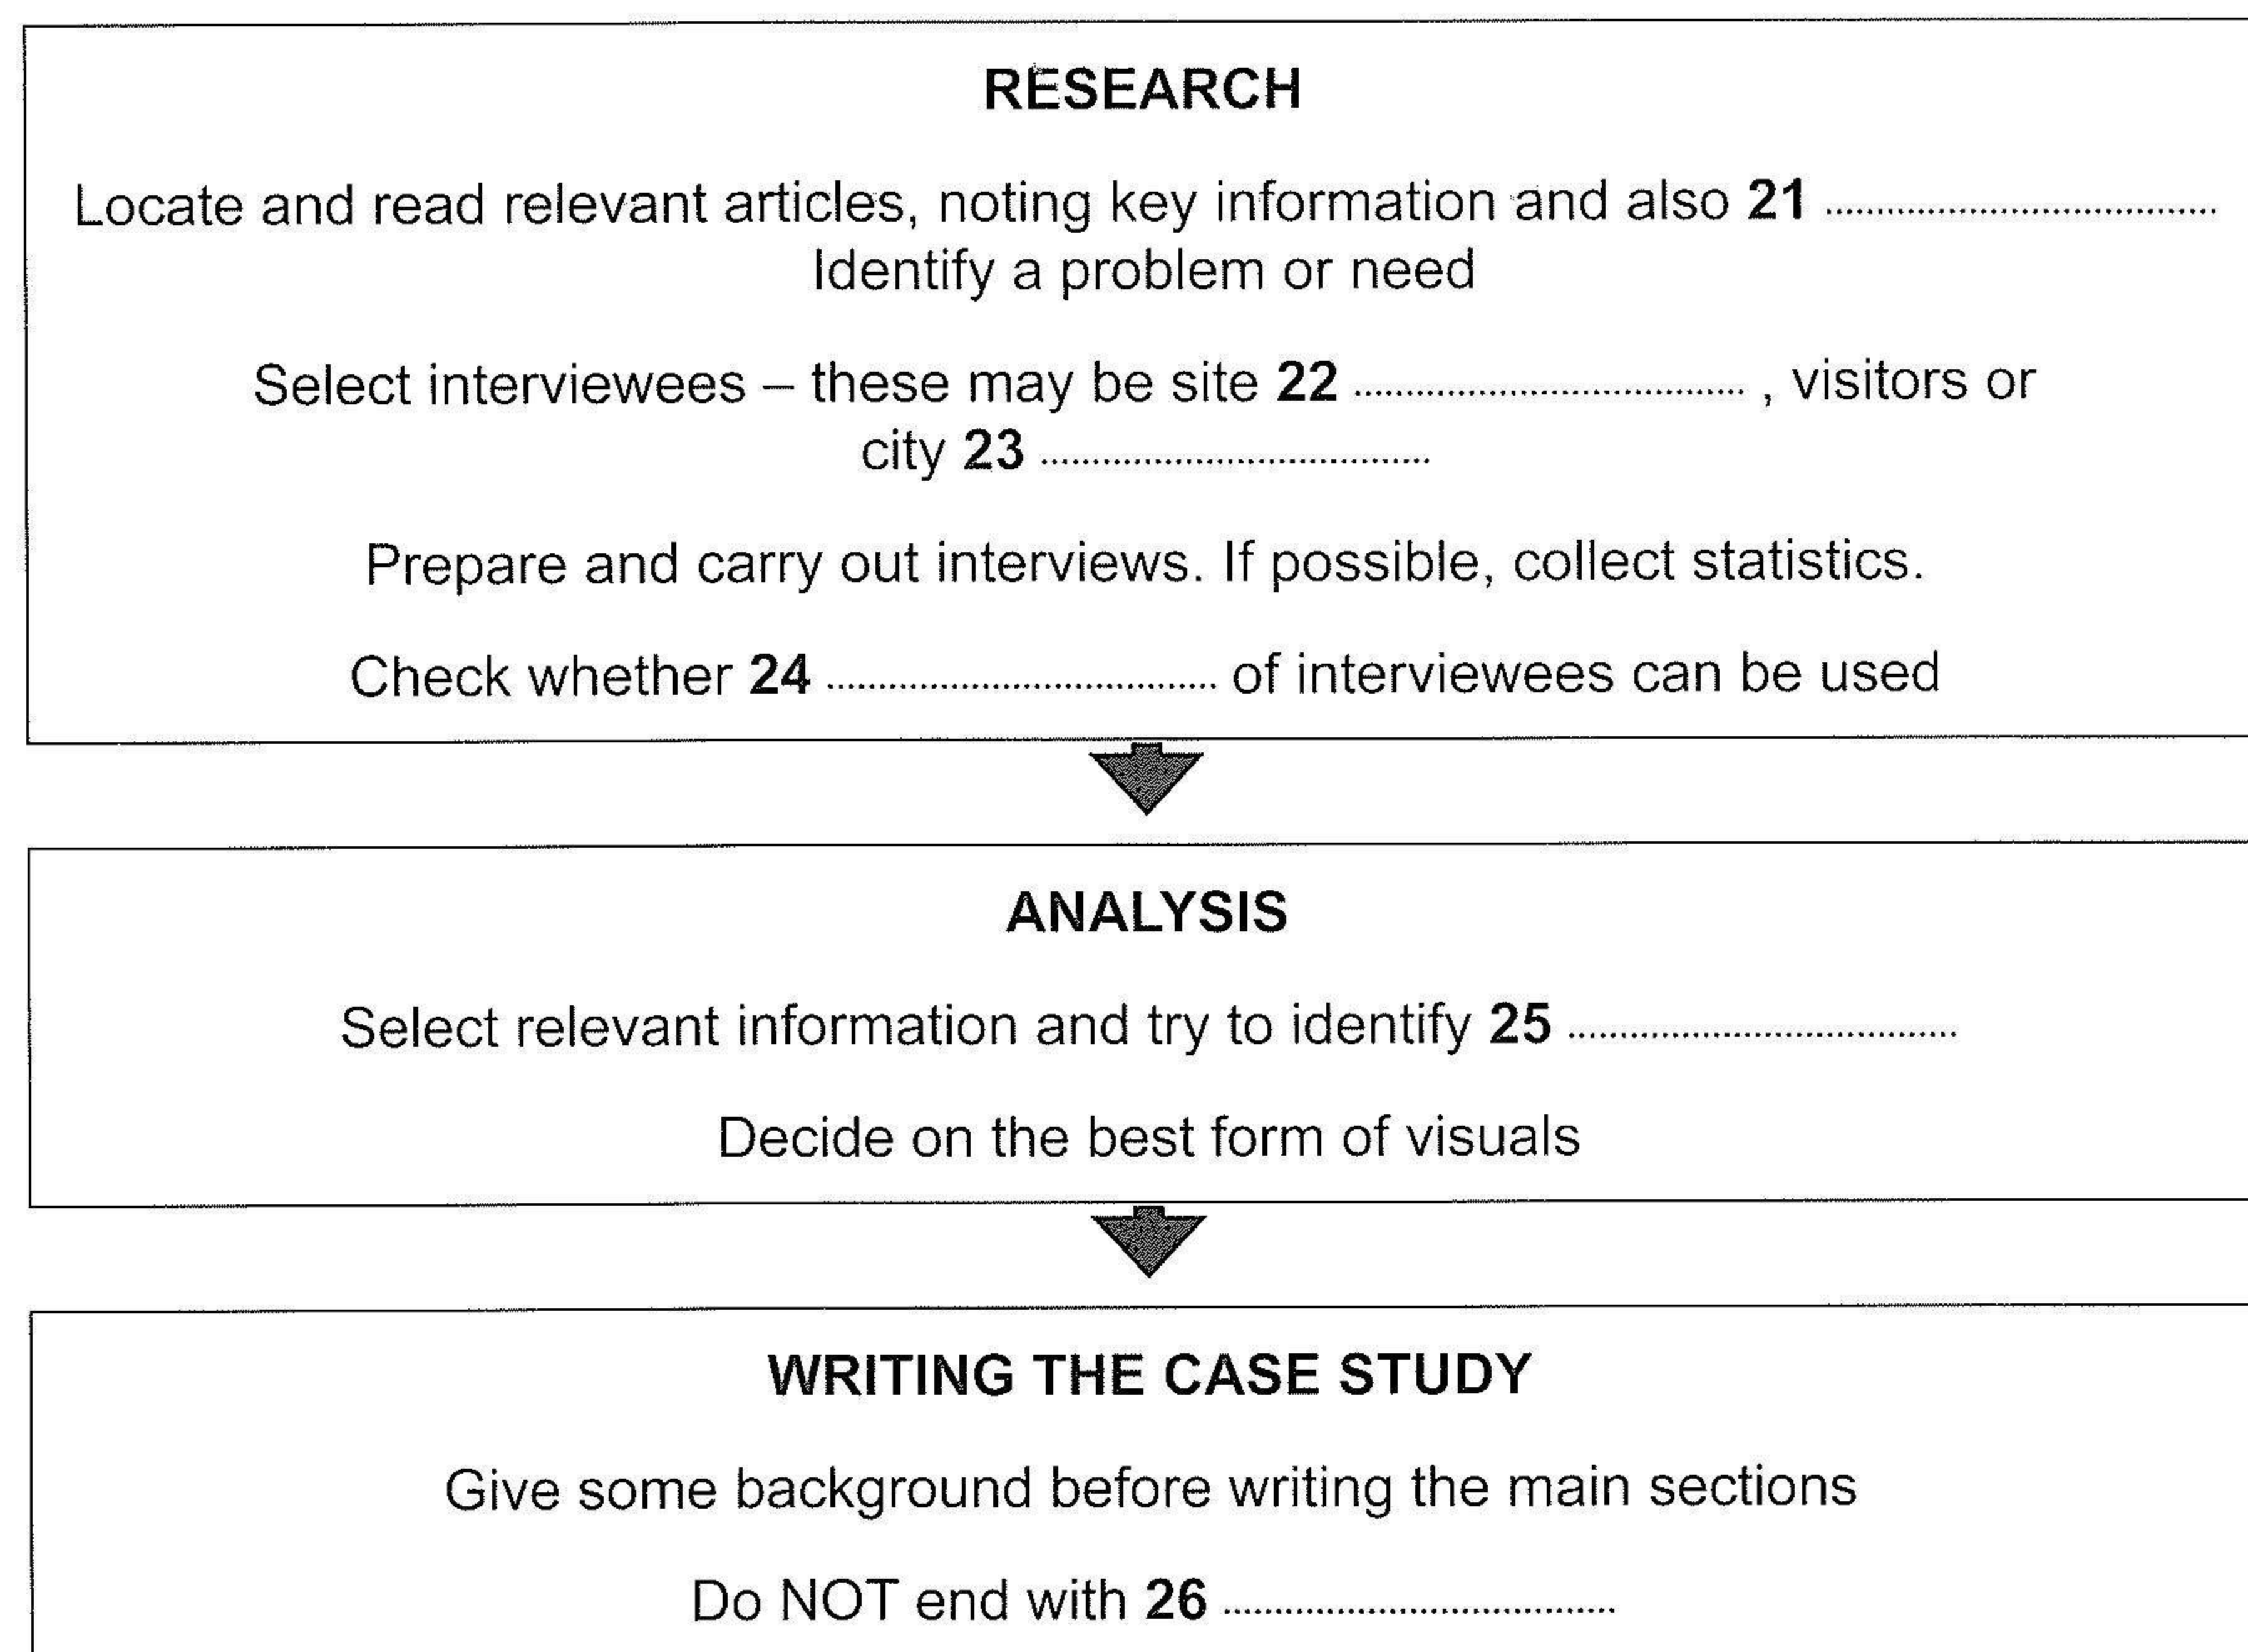 RESEARCH
Locate and read relevant articles, noting key information and also 21 ........................................
Identify a problem or need
Select interviewees – these may be site 22 ........................................ , visitors or
city 23 ........................................
Prepare and carry out interviews. If possible, collect statistics.
Check whether 24 ........................................ of interviewees can be used
ANALYSIS
Select relevant information and try to identify 25 ........................................
Decide on the best form of visuals
WRITING THE CASE STUDY
Give some background before writing the main sections
Do NOT end with 26 ........................................